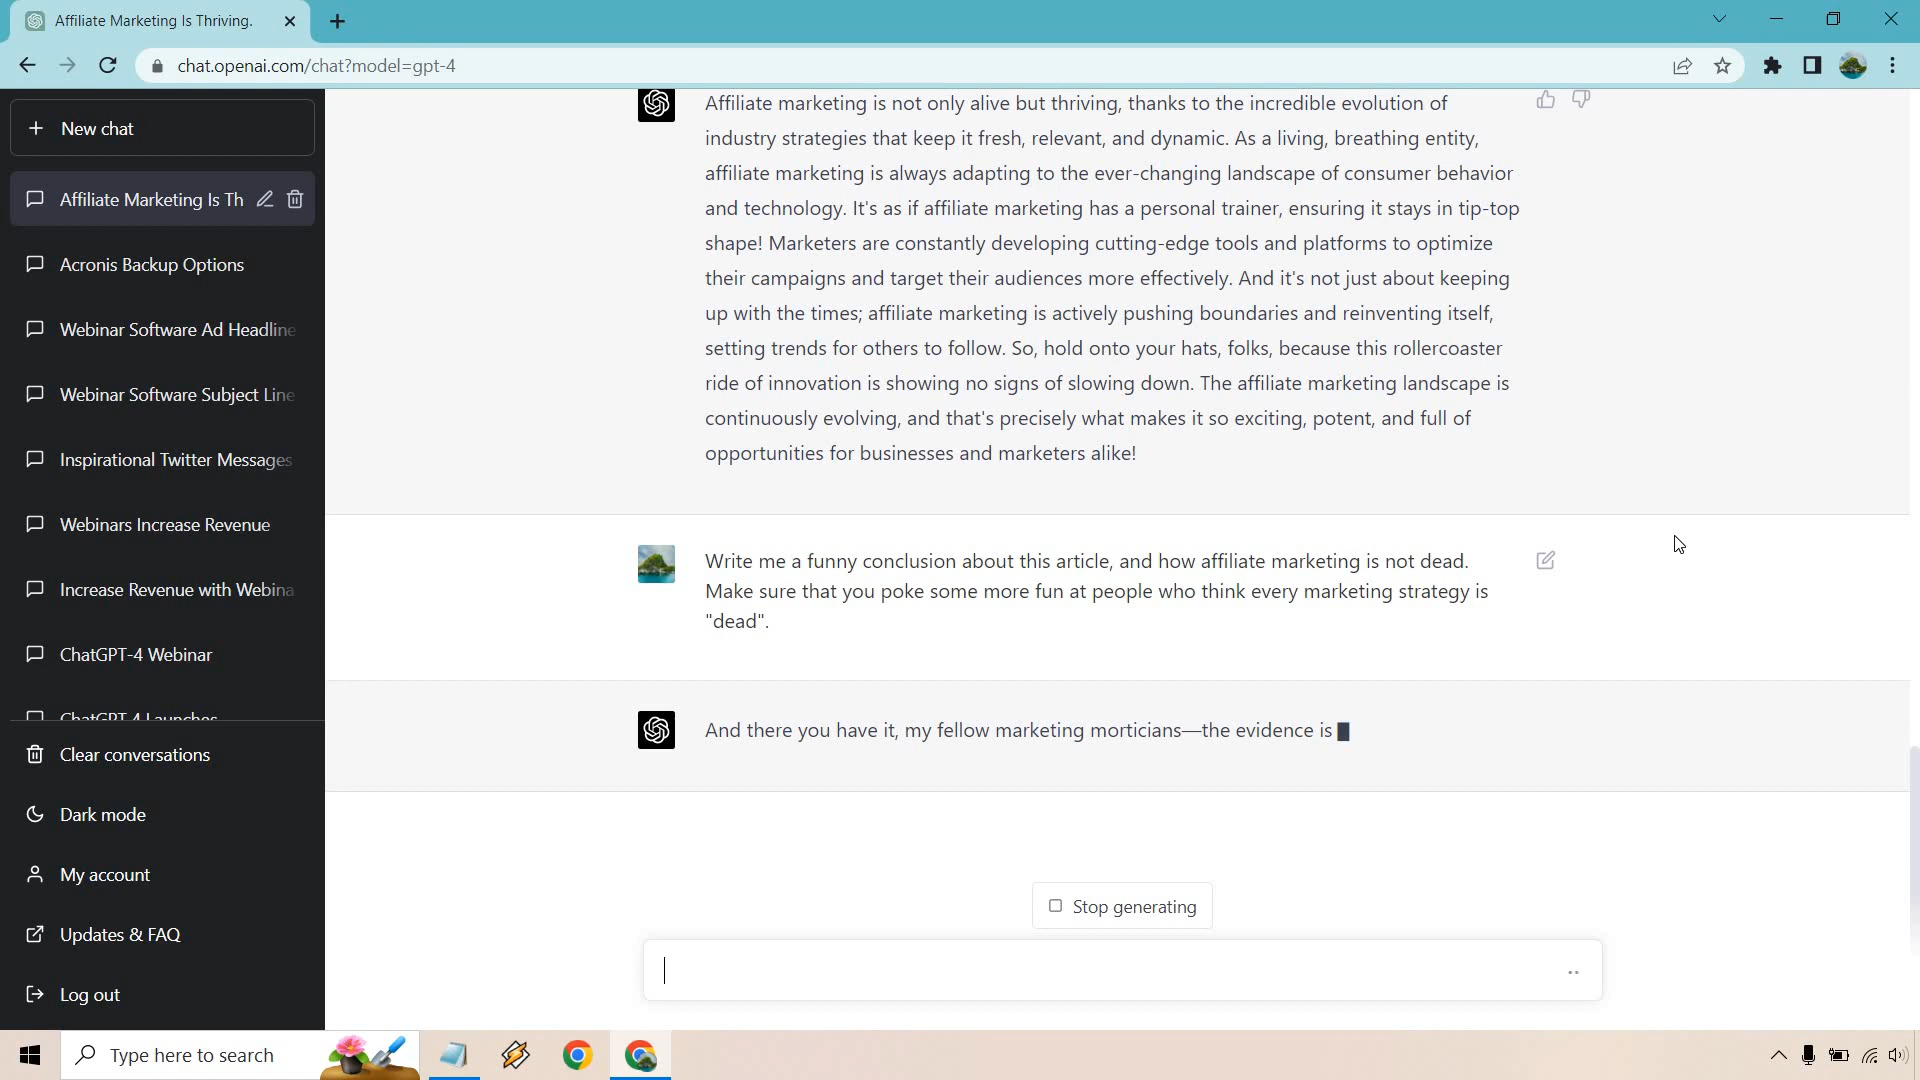 Affiliate Marketing Is Thriving.
chat.openai.com/chat?model=gpt-4
New chat
Affiliate Marketing Is Th
Acronis Backup Options
Webinar Software Ad Headline
Webinar Software Subject Line
Inspirational Twitter Messages
Webinars Increase Revenue
Increase Revenue with Webina
ChatGPT-4 Webinar
ChatGPT-4 Launches
Clear conversations
Dark mode
My account
Updates & FAQ
Log out
Affiliate marketing is not only alive but thriving, thanks to the incredible evolution of
industry strategies that keep it fresh, relevant, and dynamic. As a living, breathing entity,
affiliate marketing is always adapting to the ever-changing landscape of consumer behavior
and technology. It's as if affiliate marketing has a personal trainer, ensuring it stays in tip-top
shape! Marketers are constantly developing cutting-edge tools and platforms to optimize
their campaigns and target their audiences more effectively. And it's not just about keeping
up with the times; affiliate marketing is actively pushing boundaries and reinventing itself,
setting trends for others to follow. So, hold onto your hats, folks, because this rollercoaster
ride of innovation is showing no signs of slowing down. The affiliate marketing landscape is
continuously evolving, and that's precisely what makes it so exciting, potent, and full of
opportunities for businesses and marketers alike!
Write me a funny conclusion about this article, and how affiliate marketing is not dead.
Make sure that you poke some more fun at people who think every marketing strategy is
"dead".
And there you have it, my fellow marketing morticians—the evidence is
Stop generating
Type here to search